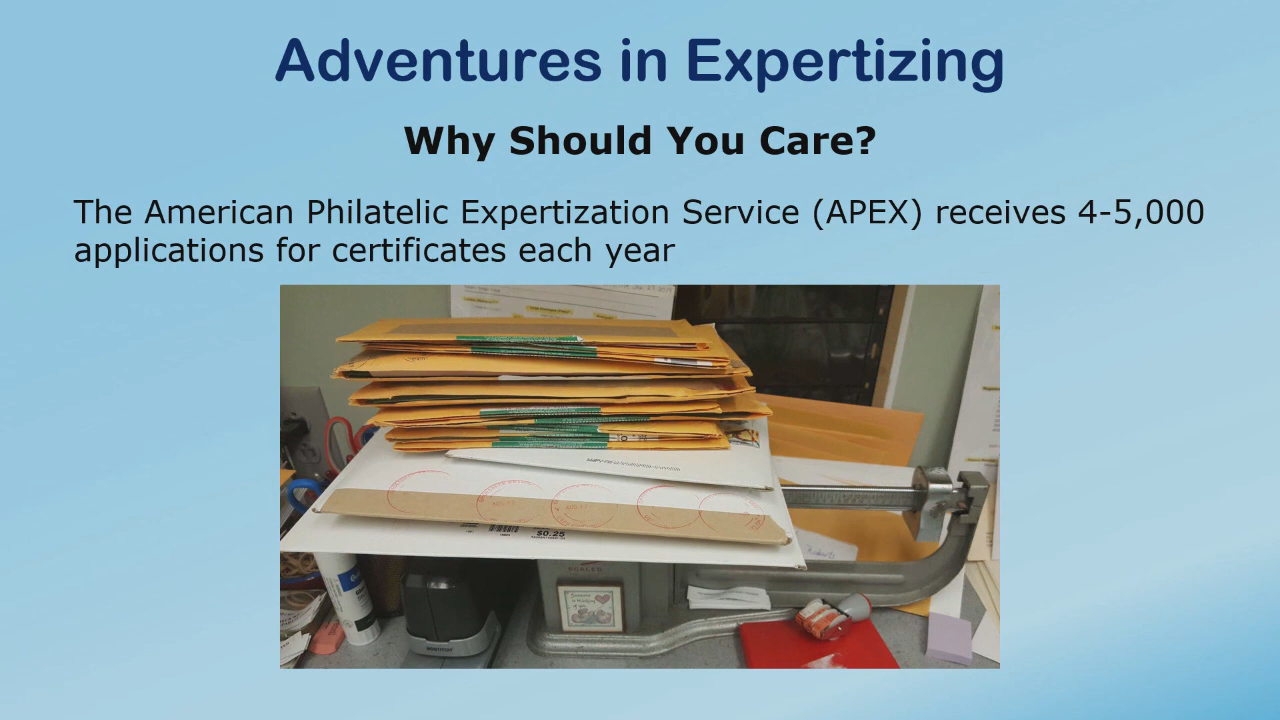 Adventures in Expertizing
Why Should You Care?
The American Philatelic Expertization Service (APEX) receives 4-5,000
applications for certificates each year
$0.25